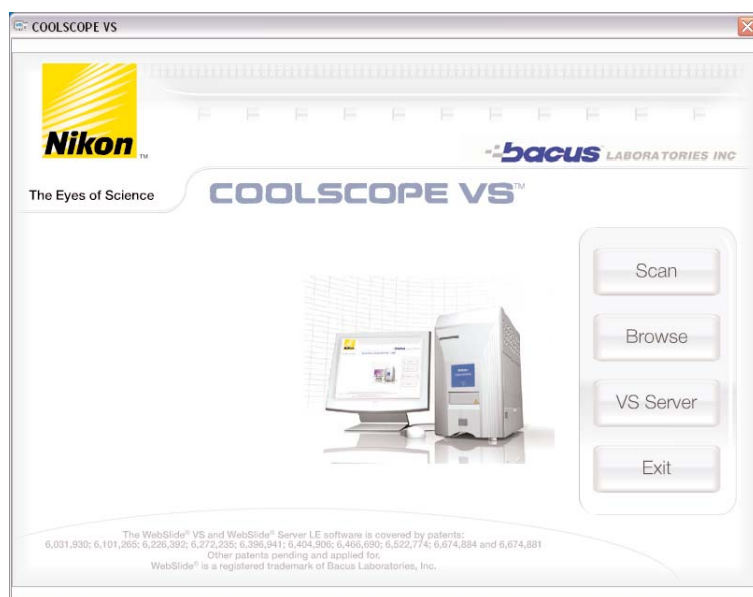 COOLSCOPE VS
Nikon TM
bacus LABORATORIES INC
The Eyes of Science
COOLSCOPE VS™
Scan
Browse
VS Server
Exit
The WebSlide® VS and WebSlide® Server LE software is covered by patents:
6,031,930; 6,101,265; 6,226,392; 6,272,235; 6,396,941; 6,404,906; 6,466,690; 6,522,774; 6,674,884 and 6,674,881
Other patents pending and applied for.
WebSlide® is a registered trademark of Bacus Laboratories, Inc.